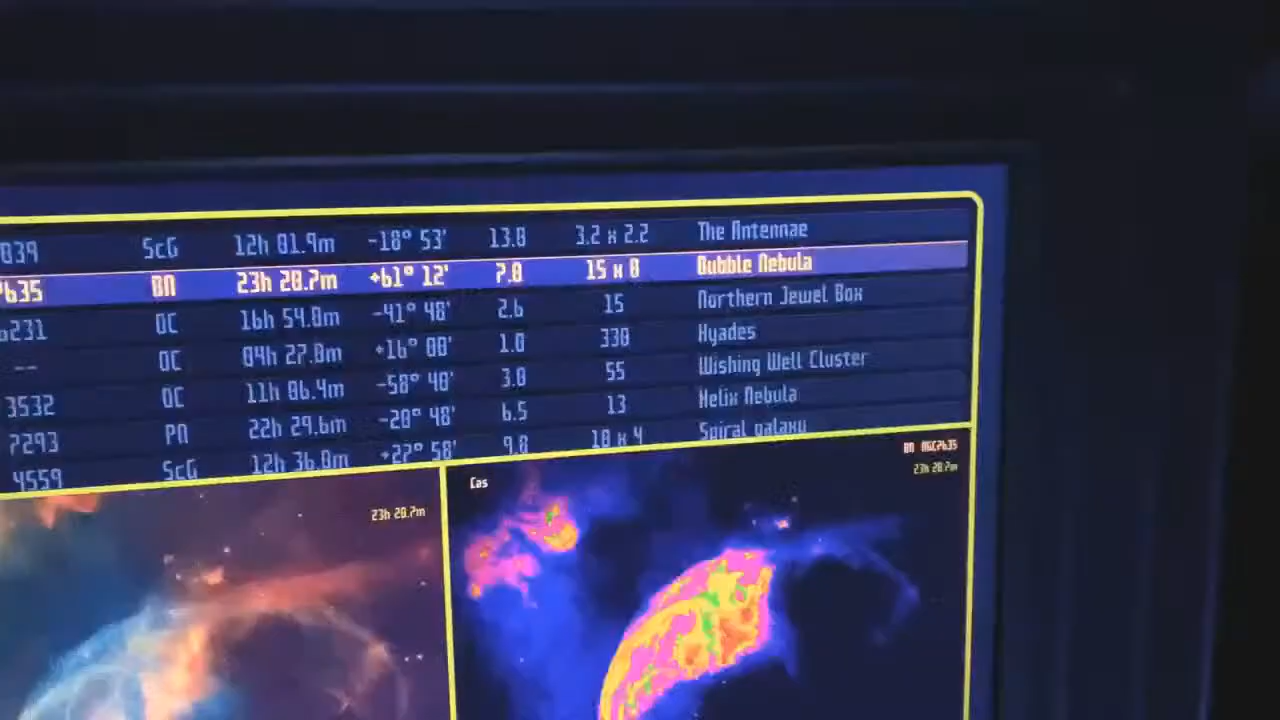 039 ScG 12h 01.9m -18° 53' 13.0 3.2 x 2.2 The Antennae
7635 BN 23h 20.7m +61° 12' 7.0 15 x 8 Bubble Nebula
6231 OC 16h 54.0m -41° 48' 2.6 15 Northern Jewel Box
-- OC 04h 27.0m +16° 00' 1.0 330 Hyades
3532 OC 11h 06.4m -58° 40' 3.0 55 Wishing Well Cluster
7293 PN 22h 29.6m -20° 48' 6.5 13 Helix Nebula
4559 ScG 12h 36.0m +27° 58' 9.8 10 x 4 Spiral galaxy
23h 20.7m
Cas
BN NGC7635
23h 20.7m